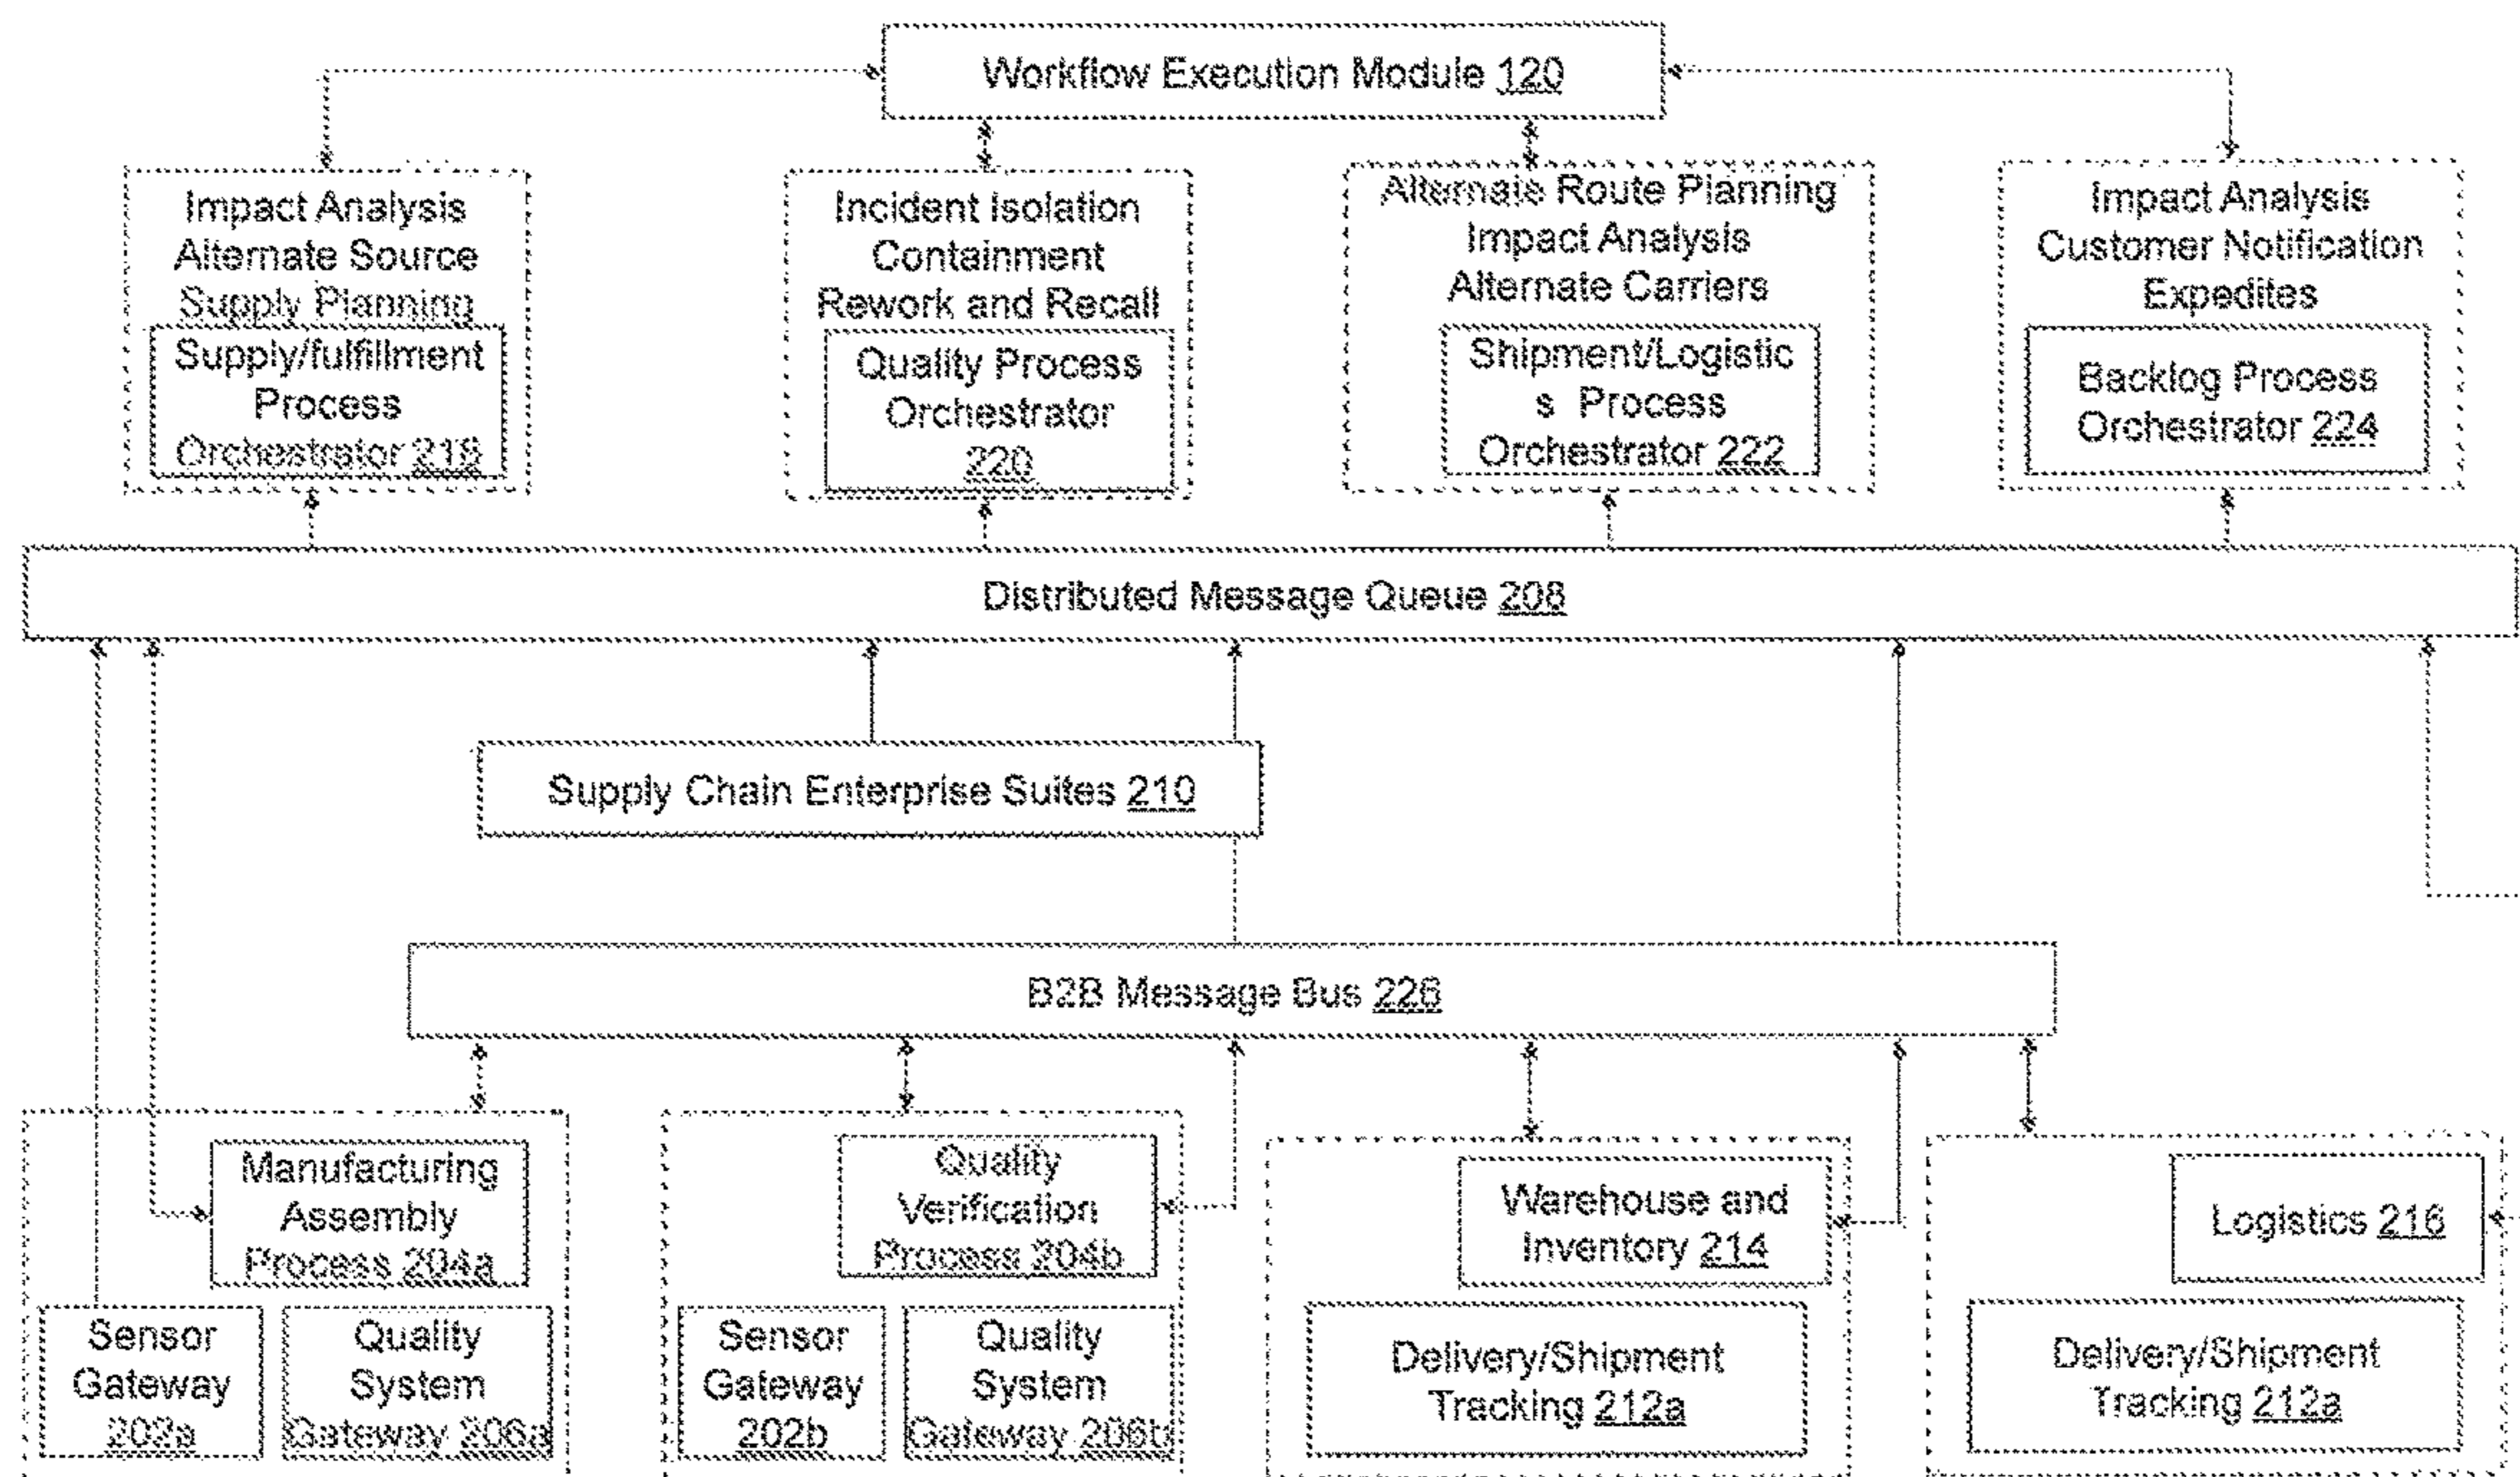 Workflow Execution Module 120
Impact Analysis
Alternate Source
Supply Planning
Supply/fulfillment
Process
Orchestrator 218
Incident Isolation
Containment
Rework and Recall
Quality Process
Orchestrator
220
Alternate Route Planning
Impact Analysis
Alternate Carriers
Shipment/Logistic
s Process
Orchestrator 222
Impact Analysis
Customer Notification
Expedites
Backlog Process
Orchestrator 224
Distributed Message Queue 208
Supply Chain Enterprise Suites 210
B2B Message Bus 226
Manufacturing
Assembly
Process 204a
Sensor
Gateway
202a
Quality
System
Gateway 206a
Quality
Verification
Process 204b
Sensor
Gateway
202b
Quality
System
Gateway 206b
Warehouse and
Inventory 214
Delivery/Shipment
Tracking 212a
Logistics 216
Delivery/Shipment
Tracking 212a